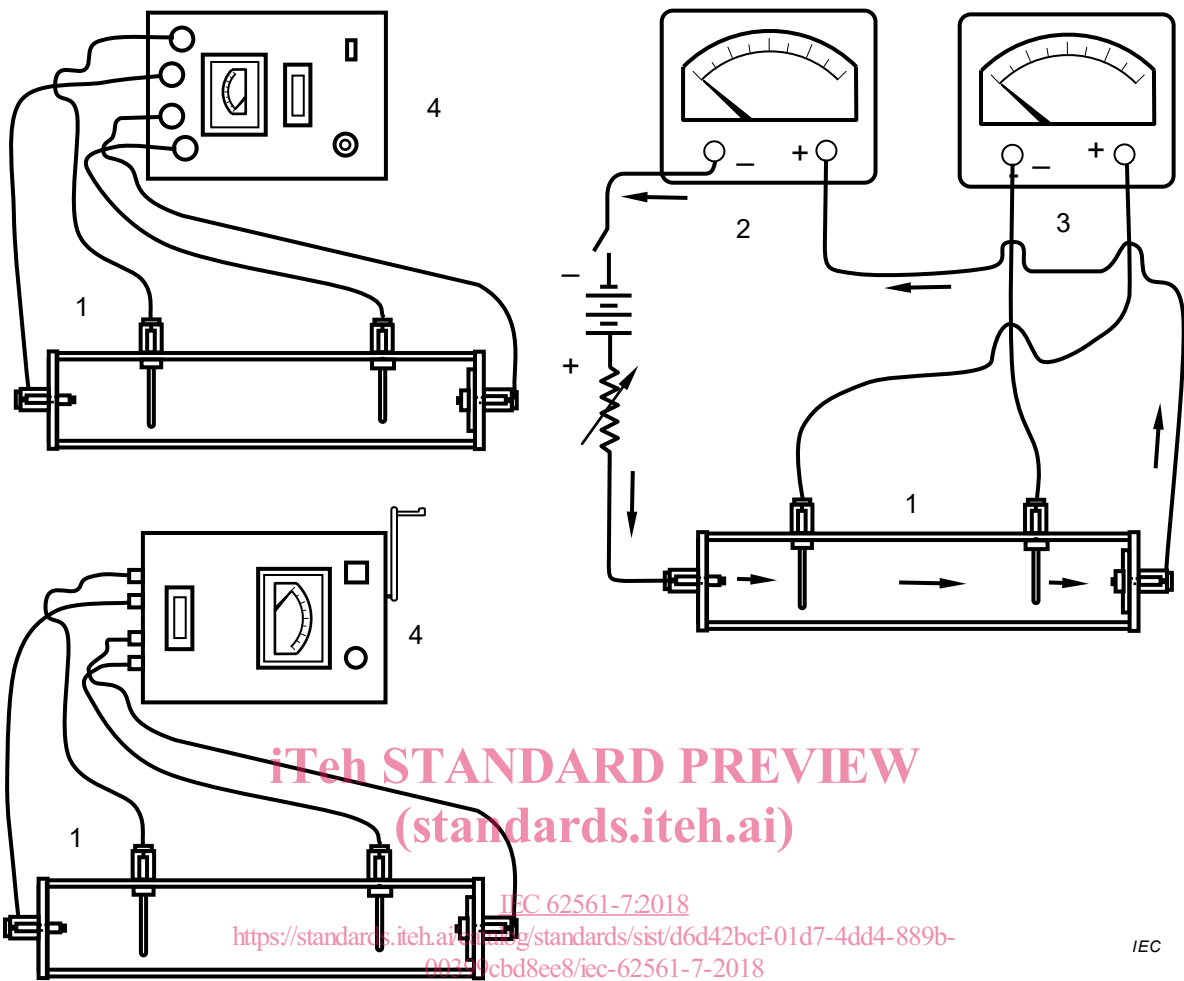 4
1
− +
− +
2
3
−
+
1
4
1
iTeh STANDARD PREVIEW
(standards.iteh.ai)
IEC 62561-7:2018
https://standards.iteh.ai/catalog/standards/sist/d6d42bcf-01d7-4dd4-889b-
00399cbd8ee8/iec-62561-7-2018
IEC